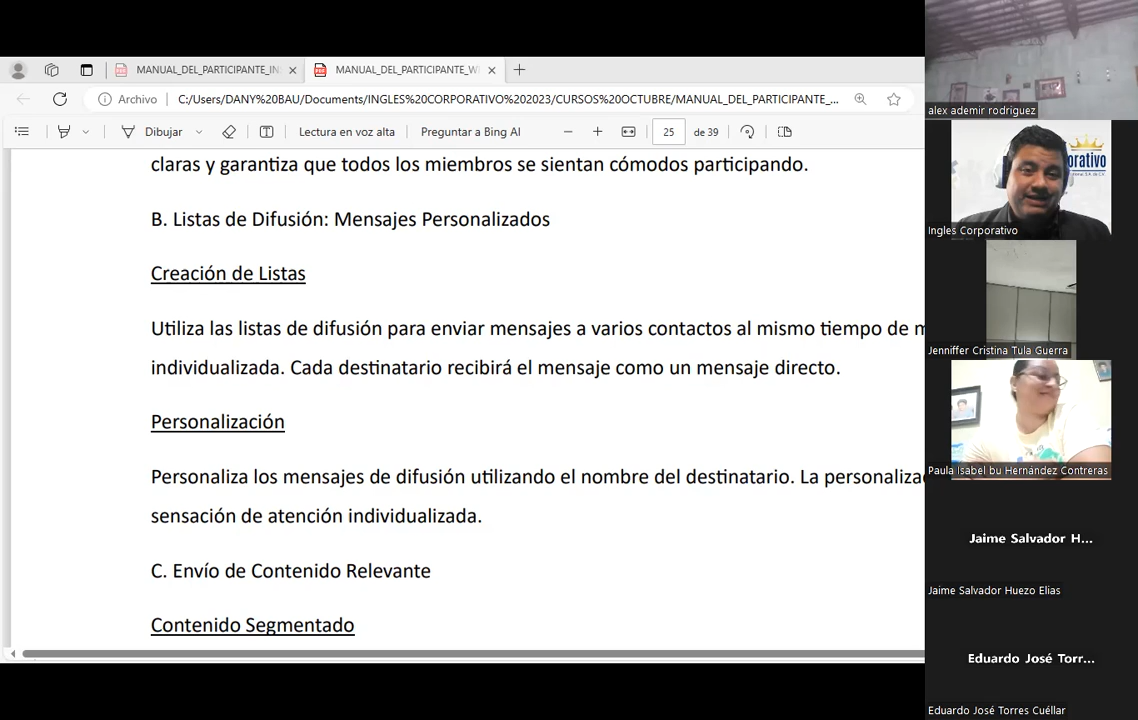 MANUAL_DEL_PARTICIPANTE_IN
MANUAL_DEL_PARTICIPANTE_W
Archivo
C:/Users/DANY%20BAU/Documents/INGLES%20CORPORATIVO%202023/CURSOS%20OCTUBRE/MANUAL_DEL_PARTICIPANTE_...
Dibujar
Lectura en voz alta
Preguntar a Bing AI
25
de 39
claras y garantiza que todos los miembros se sientan cómodos participando.
B. Listas de Difusión: Mensajes Personalizados
Creación de Listas
Utiliza las listas de difusión para enviar mensajes a varios contactos al mismo tiempo de m
individualizada. Cada destinatario recibirá el mensaje como un mensaje directo.
Personalización
Personaliza los mensajes de difusión utilizando el nombre del destinatario. La personaliza
sensación de atención individualizada.
C. Envío de Contenido Relevante
Contenido Segmentado
alex ademir rodriguez
orativo
Ingles Corporativo
Jenniffer Cristina Tula Guerra
Paula Isabel bu Hernández Contreras
Jaime Salvador H...
Jaime Salvador Huezo Elias
Eduardo José Torr...
Eduardo José Torres Cuéllar